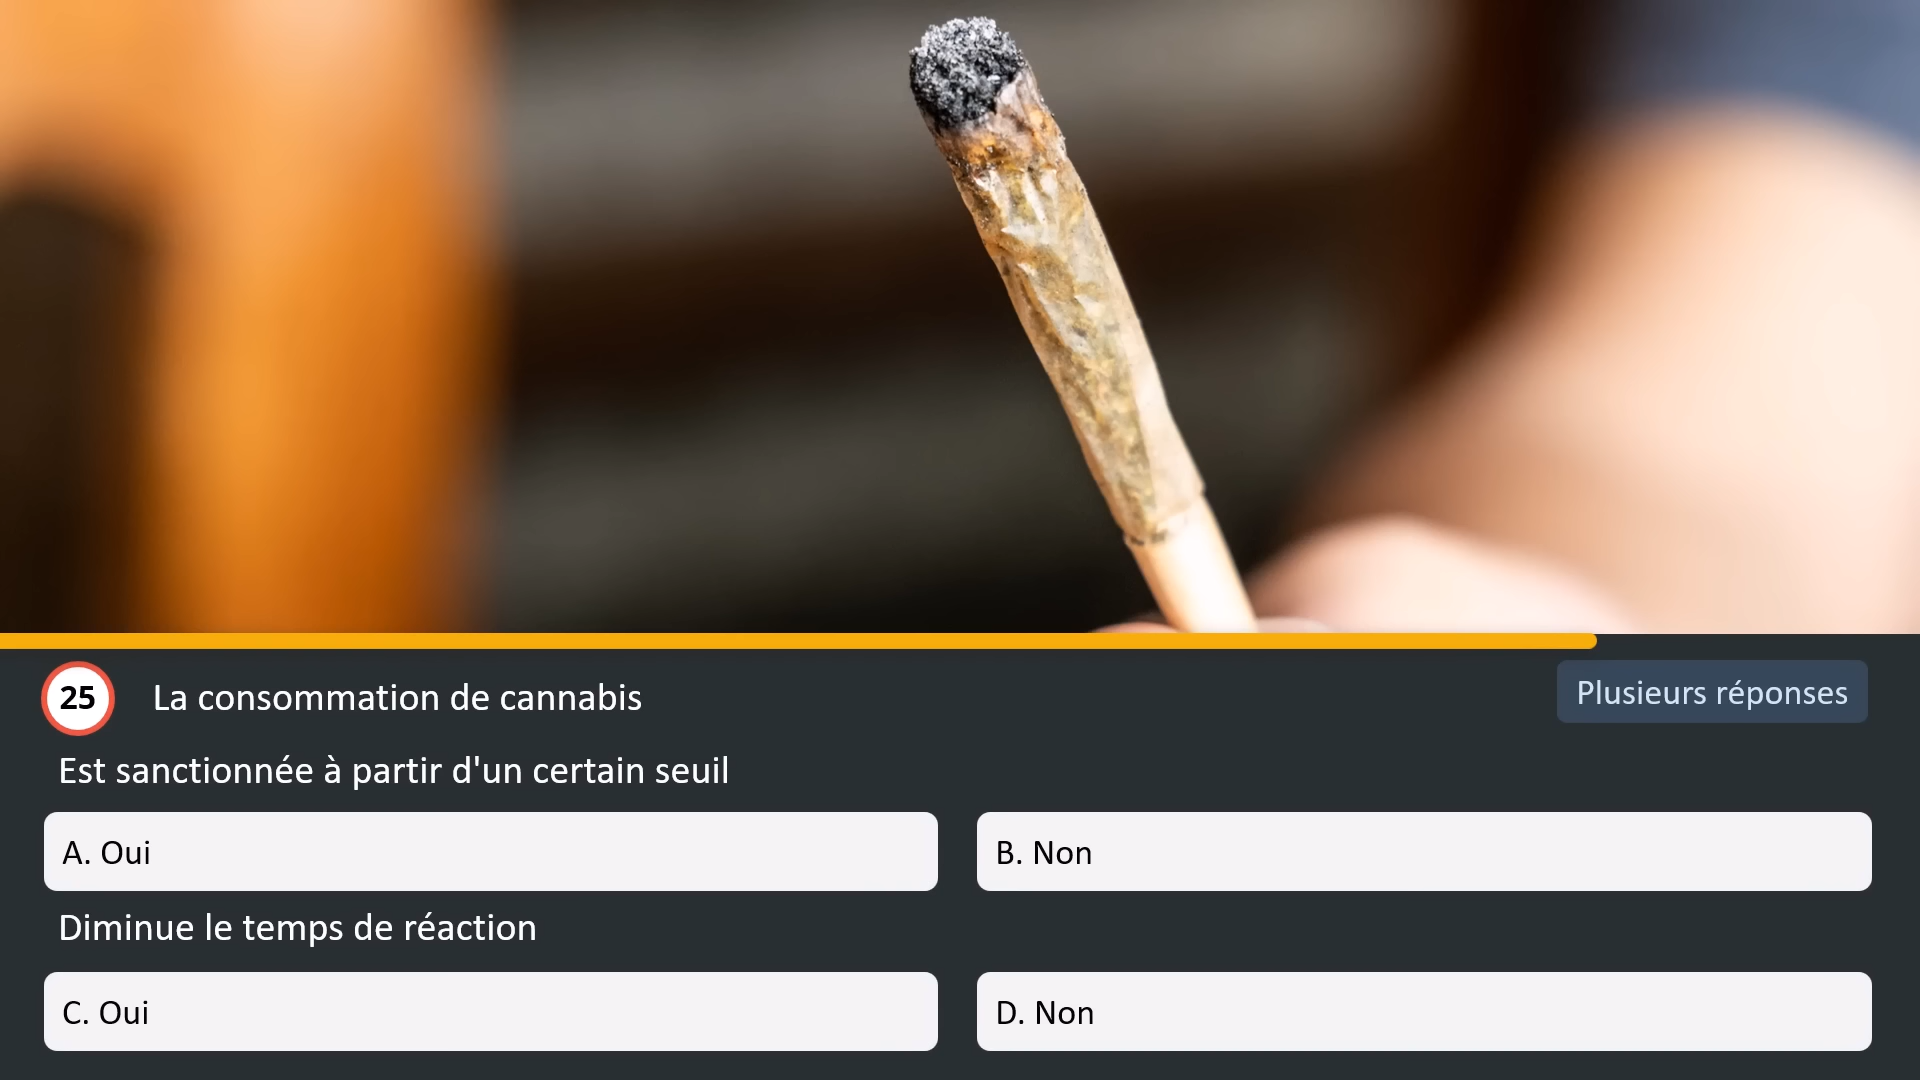 25
La consommation de cannabis
Plusieurs réponses
Est sanctionnée à partir d'un certain seuil
A. Oui
B. Non
Diminue le temps de réaction
C. Oui
D. Non